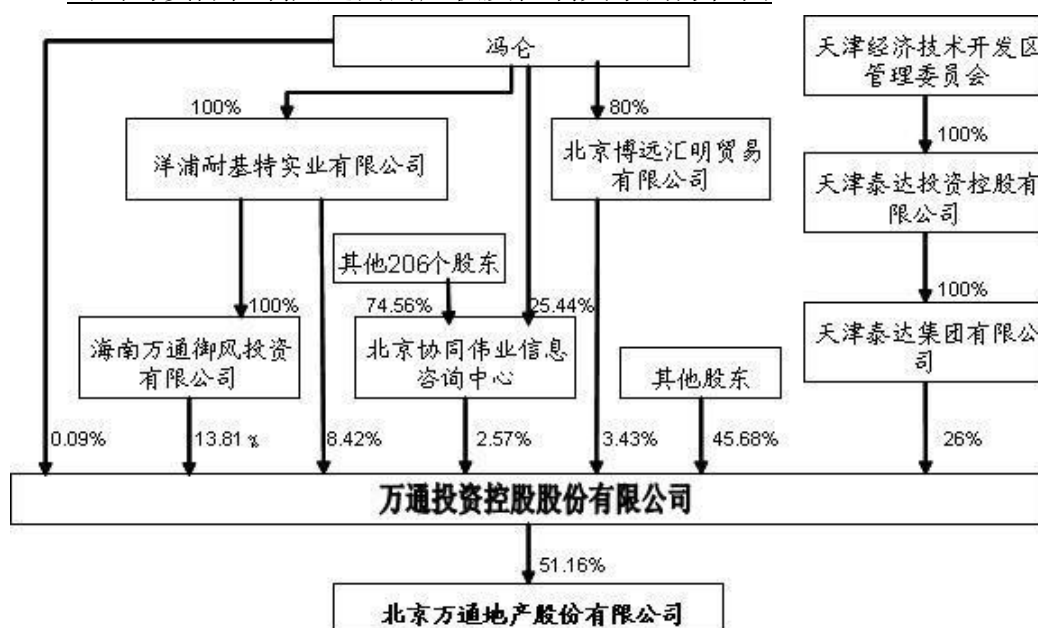 冯仑
天津经济技术开发区
管理委员会
100%
80%
100%
洋浦耐基特实业有限公司
北京博远汇明贸易
有限公司
天津泰达投资控股有
限公司
其他206个股东
100%
74.56%
25.44%
100%
海南万通御风投资
有限公司
北京协同伟业信息
咨询中心
其他股东
天津泰达集团有限公
司
0.09%
13.81%
8.42%
2.57%
3.43%
45.68%
26%
万通投资控股股份有限公司
51.16%
北京万通地产股份有限公司